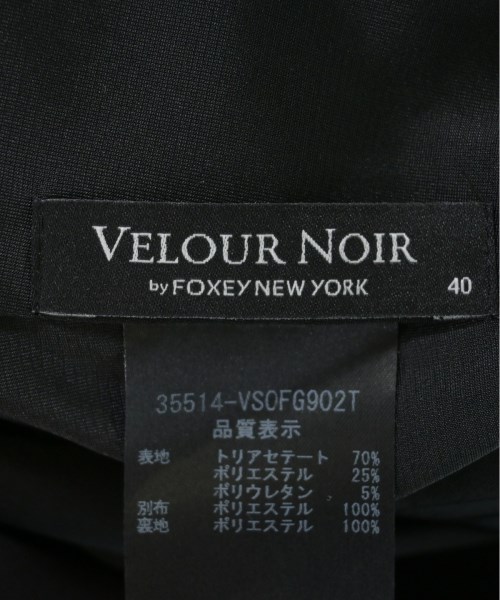 VELOUR NOIR
by FOXEY NEW YORK 40
35514-VSOFG902T
品質表示
表地 トリアセテート 70%
ポリエステル 25%
ポリウレタン 5%
別布 ポリエステル 100%
裏地 ポリエステル 100%